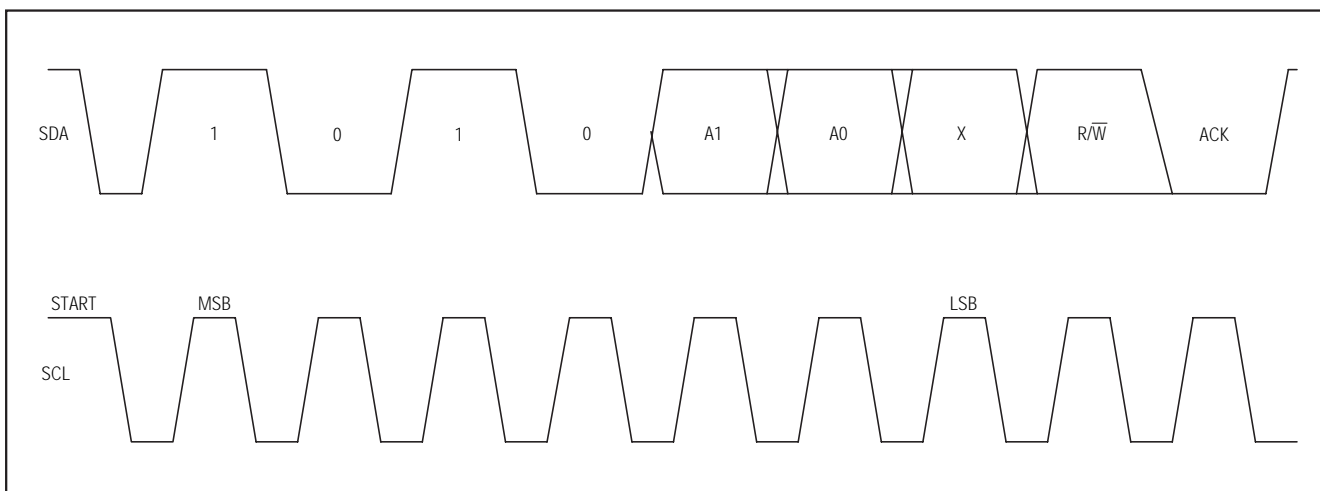 SDA 1 0 1 0 A1 A0 X R/W̅ ACK
START MSB LSB
SCL